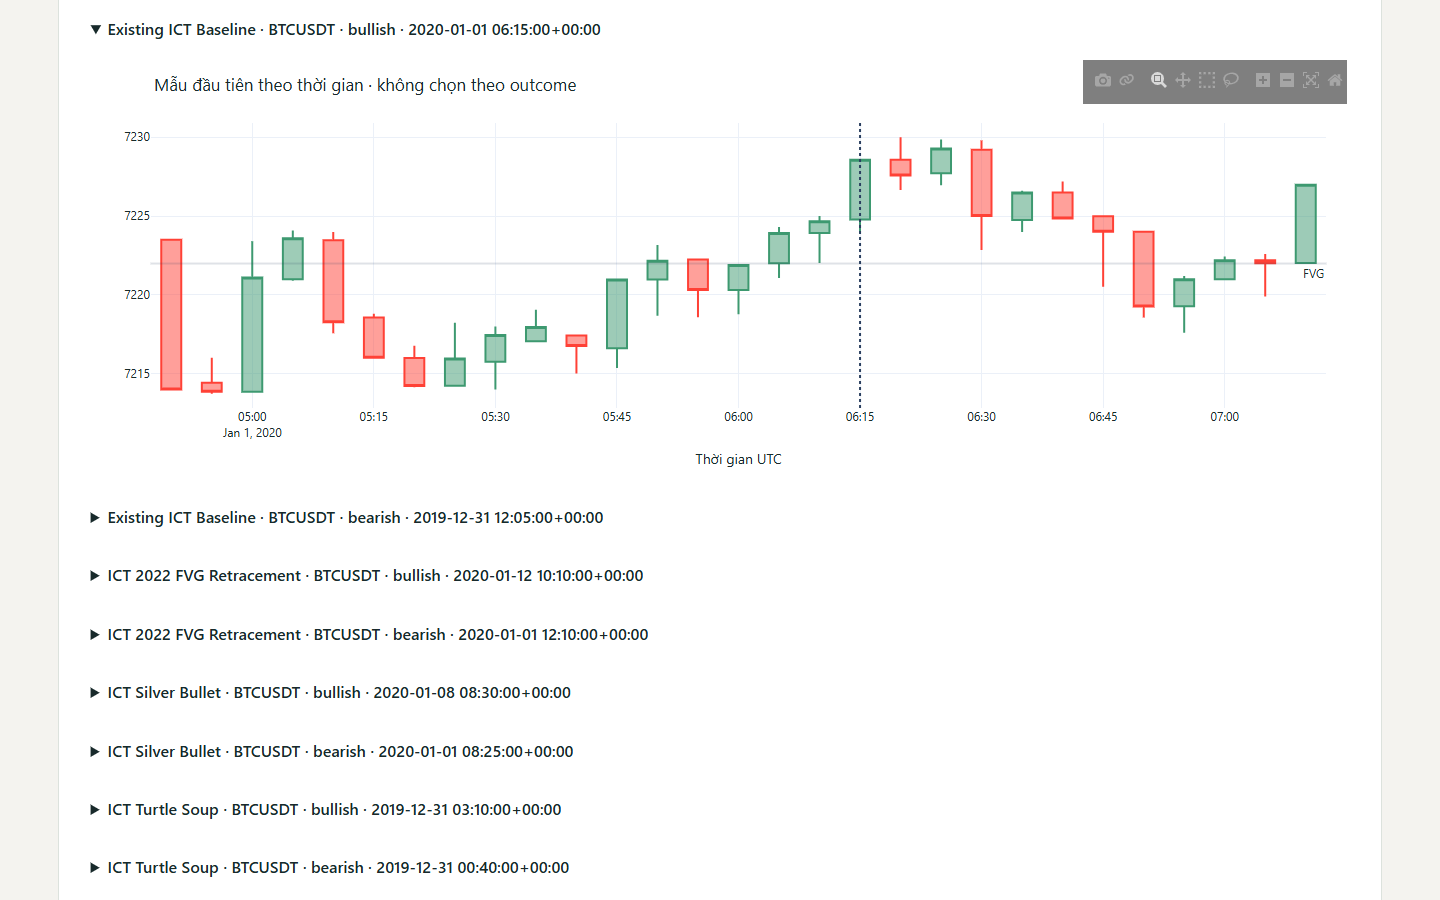 ▼ Existing ICT Baseline · BTCUSDT · bullish · 2020-01-01 06:15:00+00:00
Mẫu đầu tiên theo thời gian · không chọn theo outcome
7230
7225
7220
7215
FVG
05:00 05:15 05:30 05:45 06:00 06:15 06:30 06:45 07:00
Jan 1, 2020
Thời gian UTC
▶ Existing ICT Baseline · BTCUSDT · bearish · 2019-12-31 12:05:00+00:00
▶ ICT 2022 FVG Retracement · BTCUSDT · bullish · 2020-01-12 10:10:00+00:00
▶ ICT 2022 FVG Retracement · BTCUSDT · bearish · 2020-01-01 12:10:00+00:00
▶ ICT Silver Bullet · BTCUSDT · bullish · 2020-01-08 08:30:00+00:00
▶ ICT Silver Bullet · BTCUSDT · bearish · 2020-01-01 08:25:00+00:00
▶ ICT Turtle Soup · BTCUSDT · bullish · 2019-12-31 03:10:00+00:00
▶ ICT Turtle Soup · BTCUSDT · bearish · 2019-12-31 00:40:00+00:00